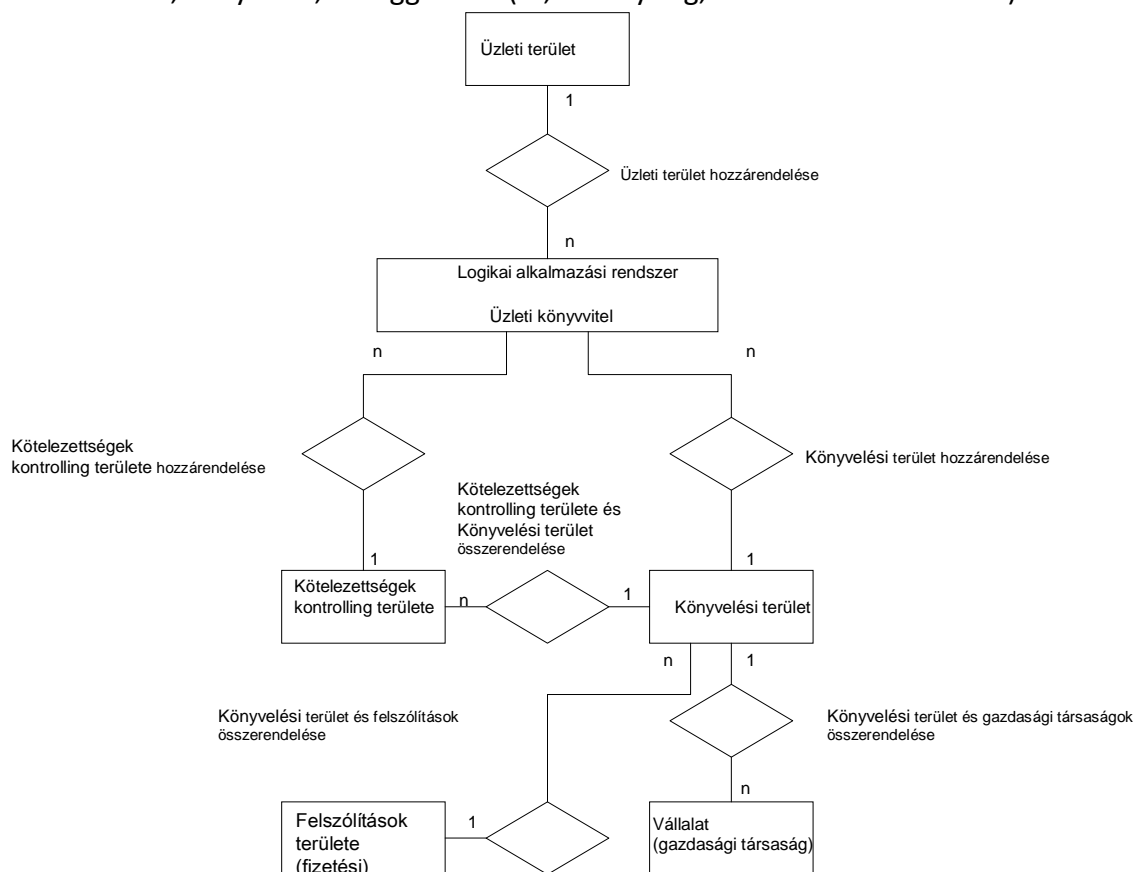 Üzleti terület
1
Üzleti terület hozzárendelése
n
Logikai alkalmazási rendszer
Üzleti könyvvitel
n
n
Kötelezettségek
kontrolling területe hozzárendelése
Könyvelési terület hozzárendelése
Kötelezettségek
kontrolling területe és
Könyvelési terület
összerendelése
1
1
Kötelezettségek
kontrolling területe
n
1
Könyvelési terület
n
1
Könyvelési terület és felszólítások
összerendelése
Könyvelési terület és gazdasági társaságok
összerendelése
n
Felszólítások
területe
(fizetési)
1
Vállalat
(gazdasági társaság)